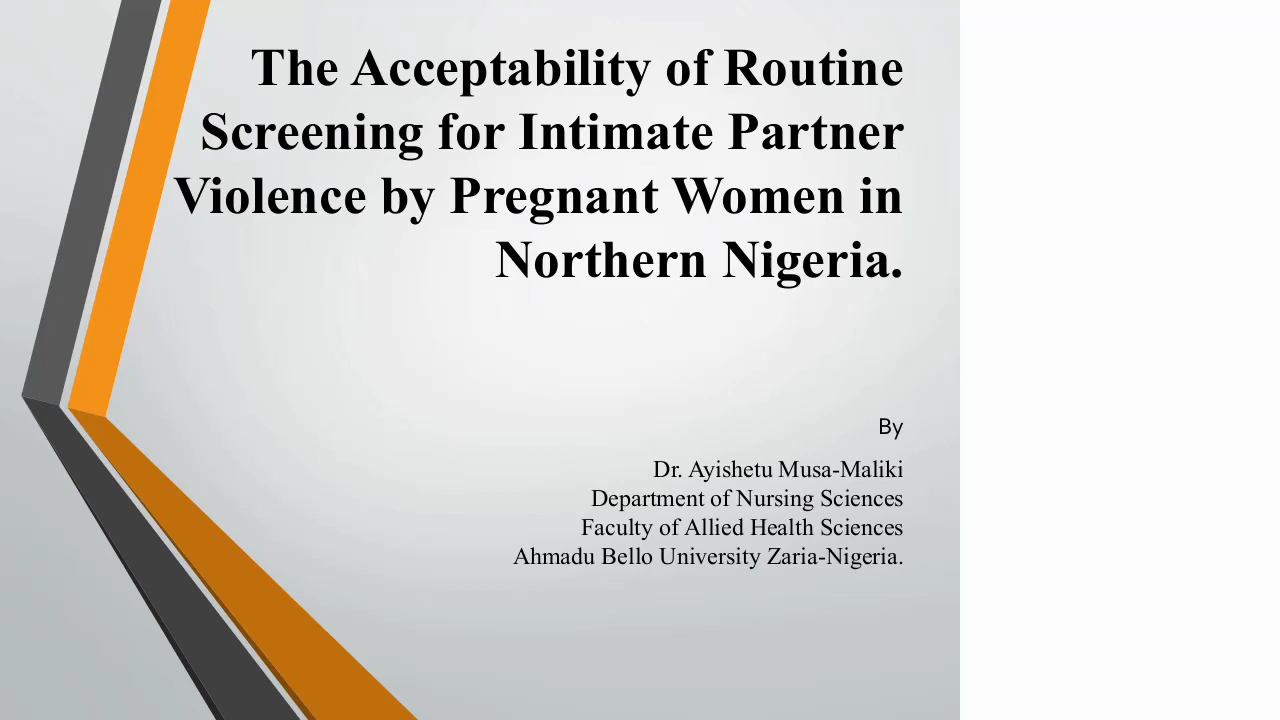 The Acceptability of Routine
Screening for Intimate Partner
Violence by Pregnant Women in
Northern Nigeria.
By
Dr. Ayishetu Musa-Maliki
Department of Nursing Sciences
Faculty of Allied Health Sciences
Ahmadu Bello University Zaria-Nigeria.